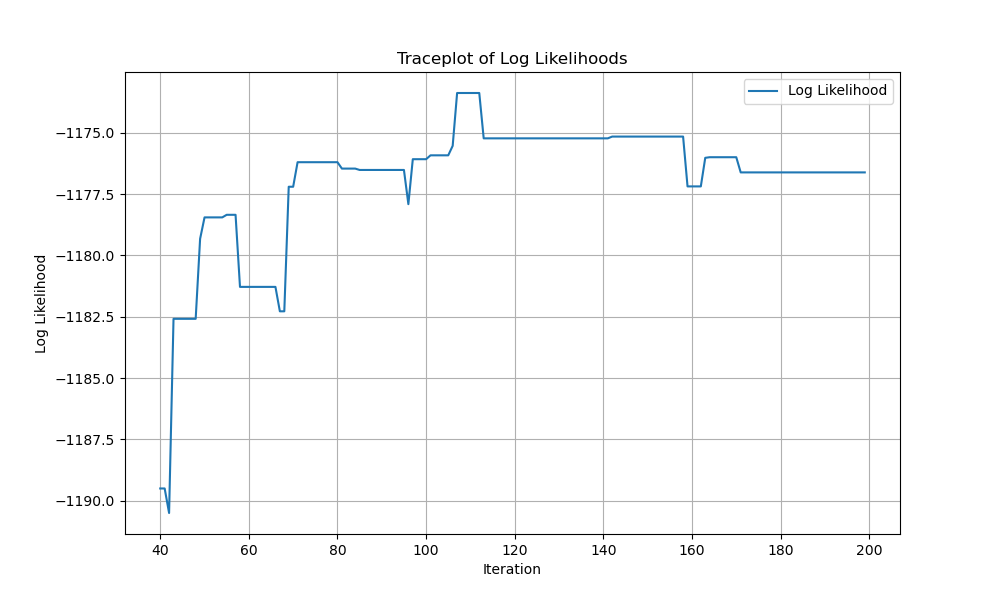 Traceplot of Log Likelihoods
Log Likelihood
−1175.0
−1177.5
−1180.0
−1182.5
−1185.0
−1187.5
−1190.0
Log Likelihood
40 60 80 100 120 140 160 180 200
Iteration